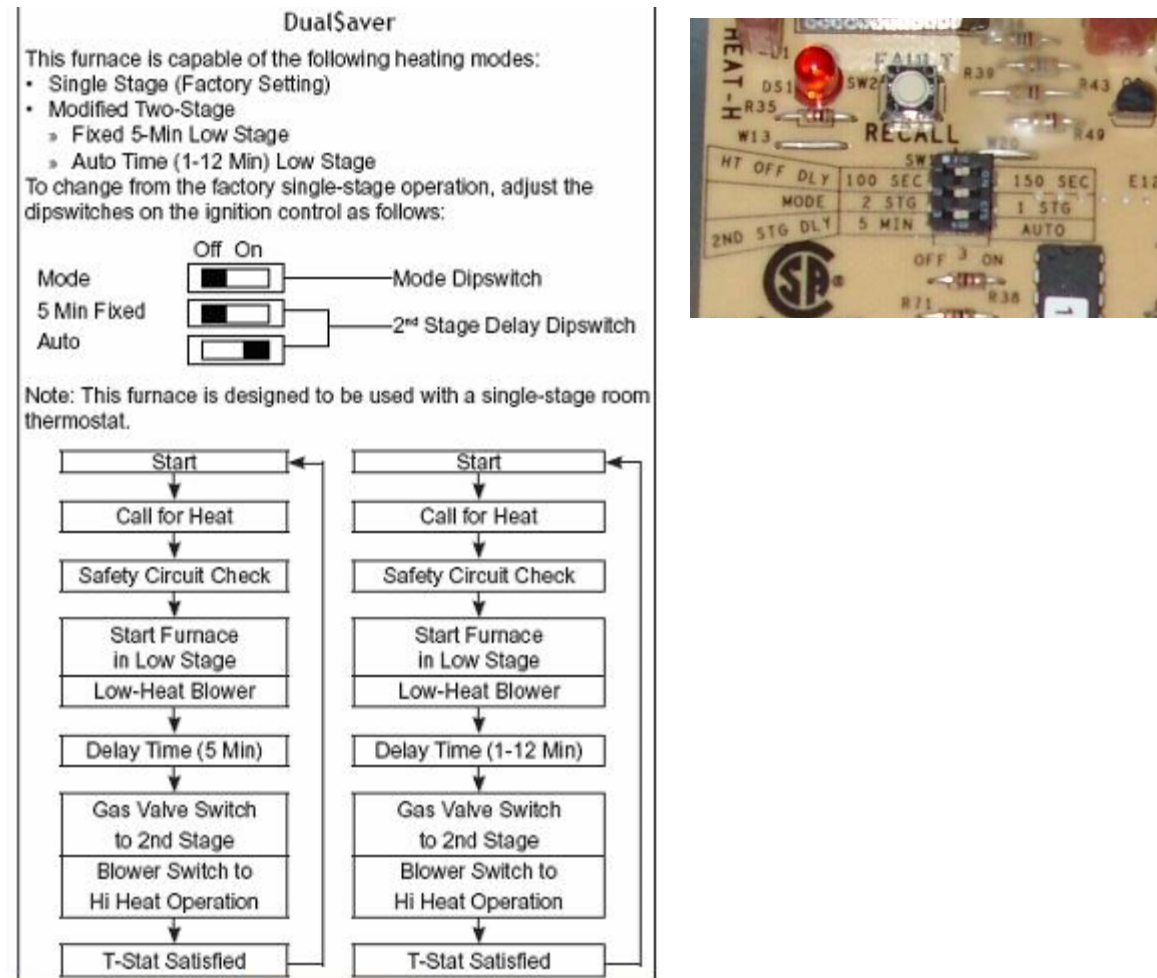 Dual$aver
This furnace is capable of the following heating modes:
• Single Stage (Factory Setting)
• Modified Two-Stage
» Fixed 5-Min Low Stage
» Auto Time (1-12 Min) Low Stage
To change from the factory single-stage operation, adjust the
dipswitches on the ignition control as follows:
Off On
Mode
Mode Dipswitch
5 Min Fixed
Auto
2nd Stage Delay Dipswitch
Note: This furnace is designed to be used with a single-stage room
thermostat.
Start
Call for Heat
Safety Circuit Check
Start Furnace
in Low Stage
Low-Heat Blower
Delay Time (5 Min)
Gas Valve Switch
to 2nd Stage
Blower Switch to
Hi Heat Operation
T-Stat Satisfied
Start
Call for Heat
Safety Circuit Check
Start Furnace
in Low Stage
Low-Heat Blower
Delay Time (1-12 Min)
Gas Valve Switch
to 2nd Stage
Blower Switch to
Hi Heat Operation
T-Stat Satisfied
HEAT-H
DS1
SW2
FAULT
R39
R43
R35
R49
W13
RECALL
W20
HT OFF DLY 100 SEC 150 SEC E12
MODE 2 STG 1 STG
2ND STG DLY 5 MIN AUTO
OFF 3 ON
R38
R71